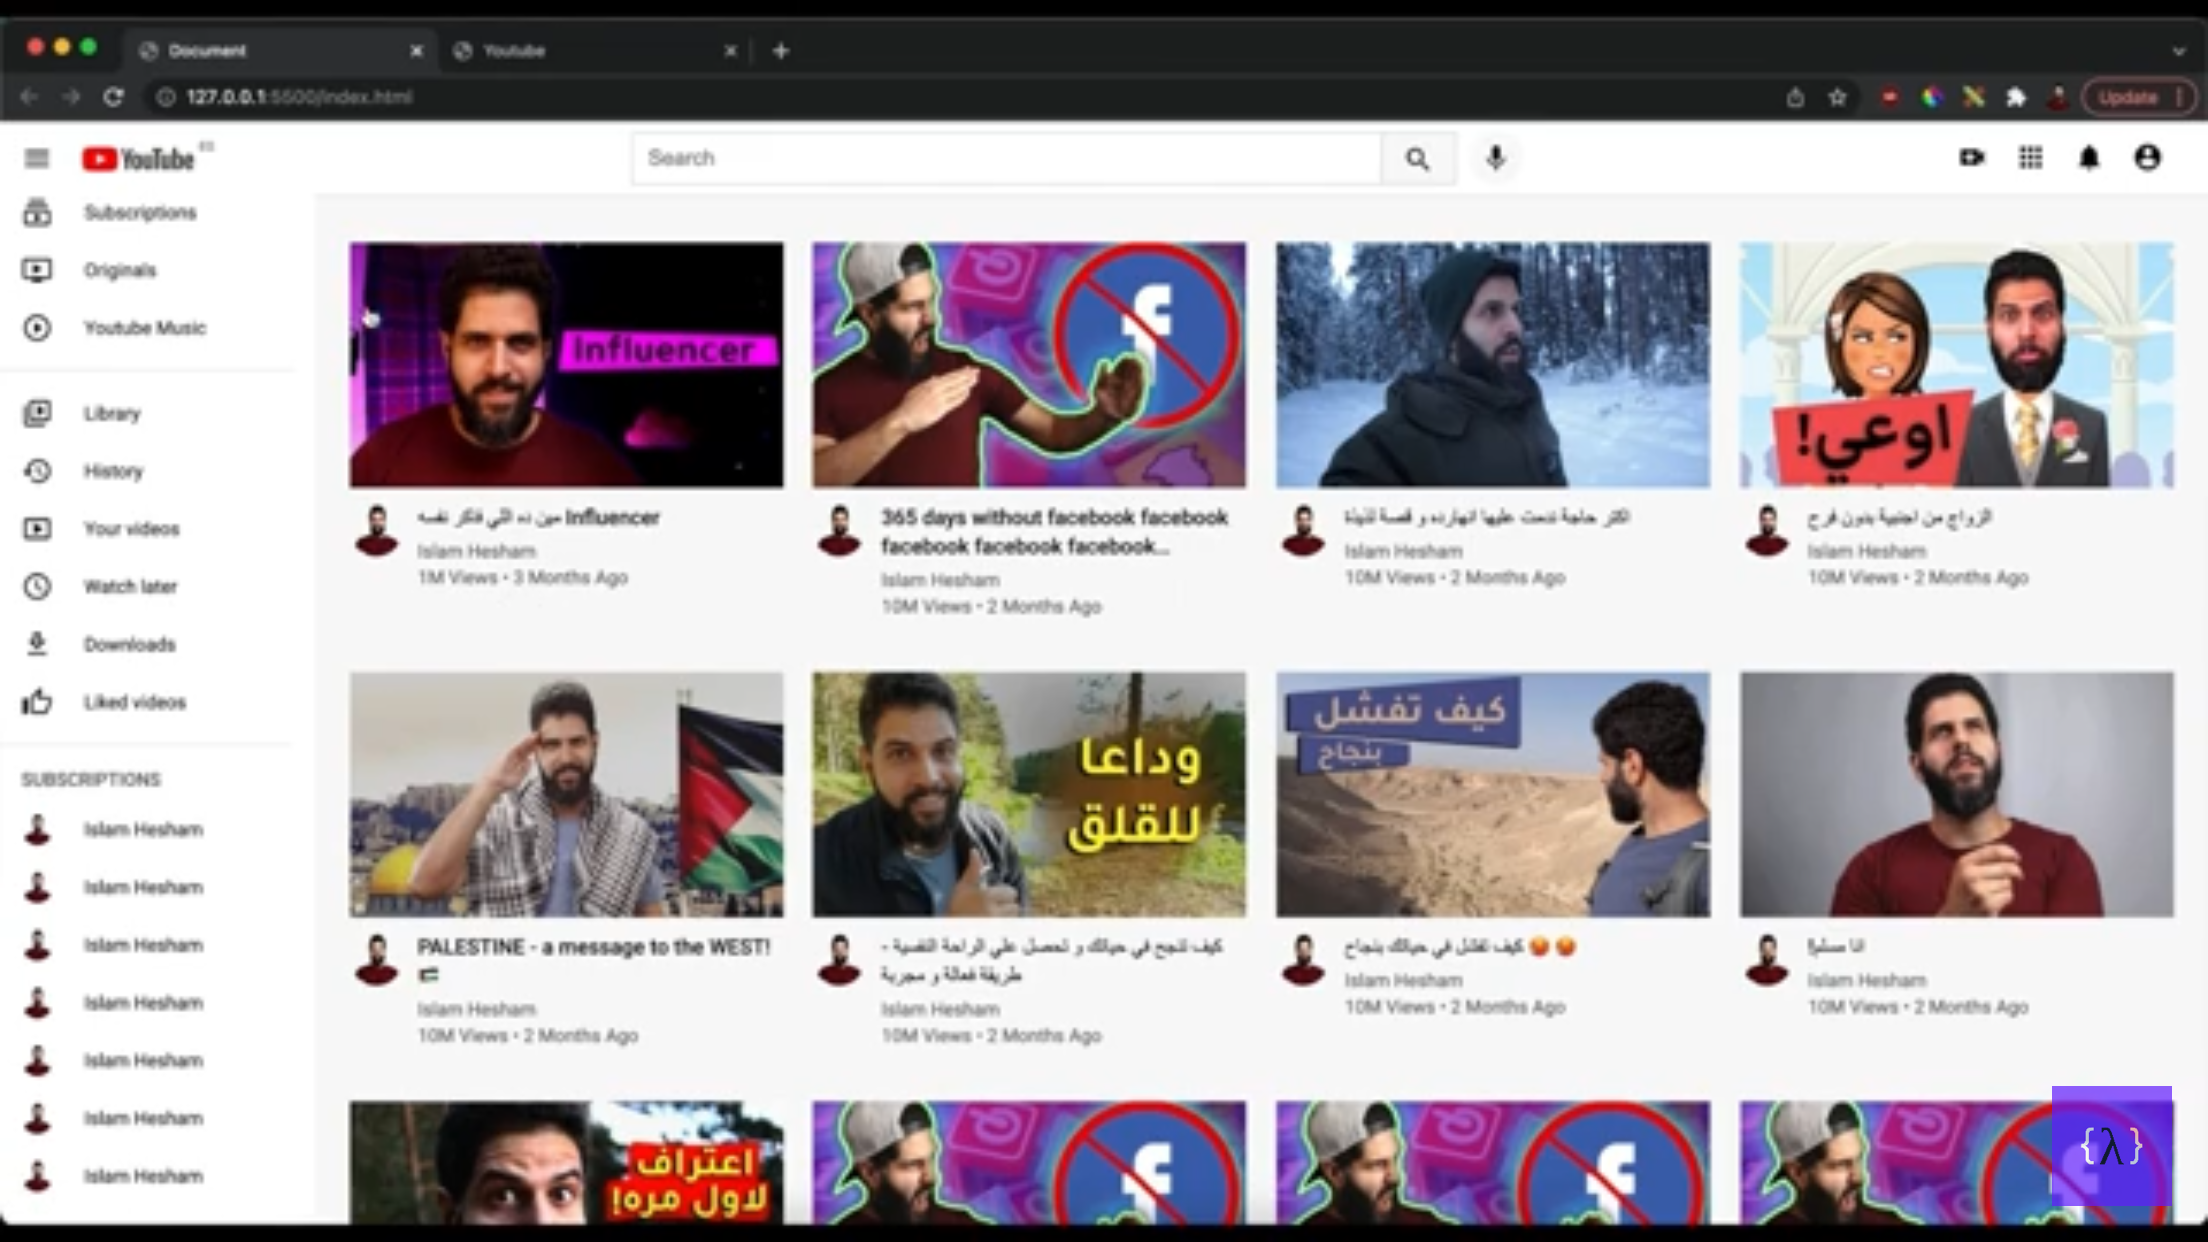 Document
Youtube
127.0.0.1:5500/index.html
Update
YouTube
Search
Subscriptions
Originals
Youtube Music
Library
History
Your videos
Watch later
Downloads
Liked videos
SUBSCRIPTIONS
Islam Hesham
Islam Hesham
Islam Hesham
Islam Hesham
Islam Hesham
Islam Hesham
Islam Hesham
Influencer
f
اوعي!
مين ده اللي فاكر نفسه Influencer
Islam Hesham
1M Views • 3 Months Ago
365 days without facebook facebook
facebook facebook facebook...
Islam Hesham
10M Views • 2 Months Ago
اكتر حاجة ندمت عليها انهارده و قصة لذيذة
Islam Hesham
10M Views • 2 Months Ago
الزواج من اجنبية بدون فرح
Islam Hesham
10M Views • 2 Months Ago
وداعا
للقلق
كيف تفشل
بنجاح
PALESTINE - a message to the WEST!
Islam Hesham
10M Views • 2 Months Ago
كيف تنجح في حياتك و تحصل علي الراحة النفسية -
طريقة فعالة و مجربة
Islam Hesham
10M Views • 2 Months Ago
كيف تفشل في حياتك بنجاح
Islam Hesham
10M Views • 2 Months Ago
انا مسلم!
Islam Hesham
10M Views • 2 Months Ago
اعتراف
لاول مره!
f
f
f
{λ}